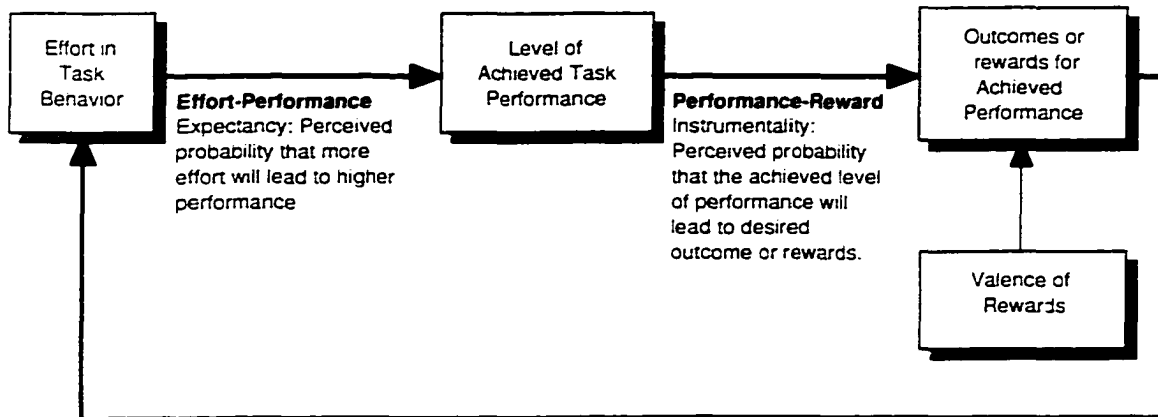 Effort in
Task
Behavior
Effort-Performance
Expectancy: Perceived
probability that more
effort will lead to higher
performance
Level of
Achieved Task
Performance
Performance-Reward
Instrumentality:
Perceived probability
that the achieved level
of performance will
lead to desired
outcome or rewards.
Outcomes or
rewards for
Achieved
Performance
Valence of
Rewards